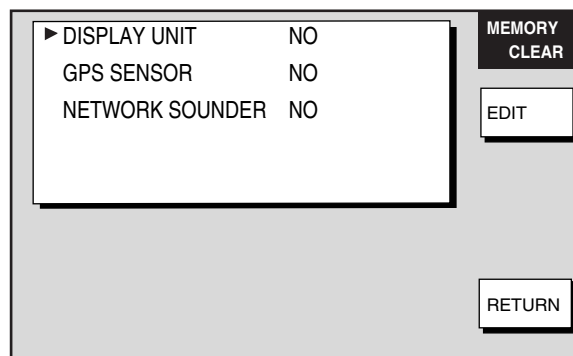 ▶ DISPLAY UNIT NO
GPS SENSOR NO
NETWORK SOUNDER NO
MEMORY
CLEAR
EDIT
RETURN